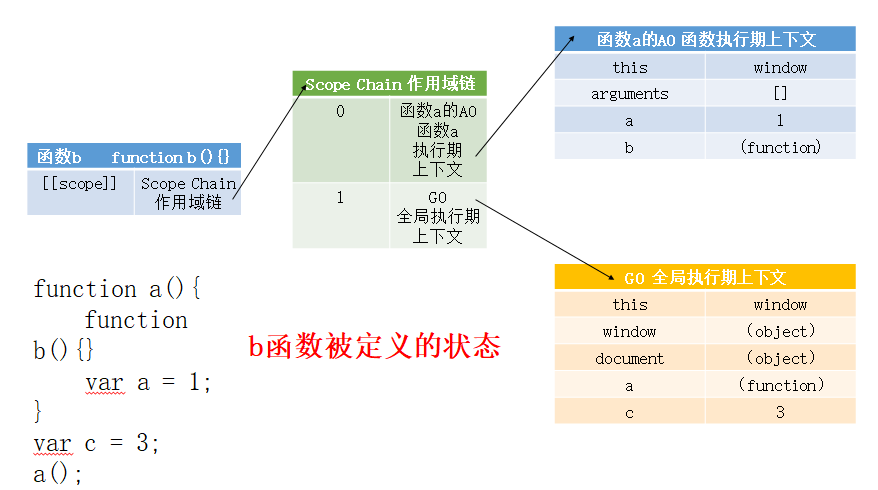 函数a的AO 函数执行期上下文
this window
arguments []
a 1
b (function)
Scope Chain 作用域链
0 函数a的AO
函数a
执行期
上下文
1 GO
全局执行期
上下文
函数b function b(){}
[[scope]] Scope Chain
作用域链
GO 全局执行期上下文
this window
window (object)
document (object)
a (function)
c 3
function a(){
function
b(){}
var a = 1;
}
var c = 3;
a();
b函数被定义的状态